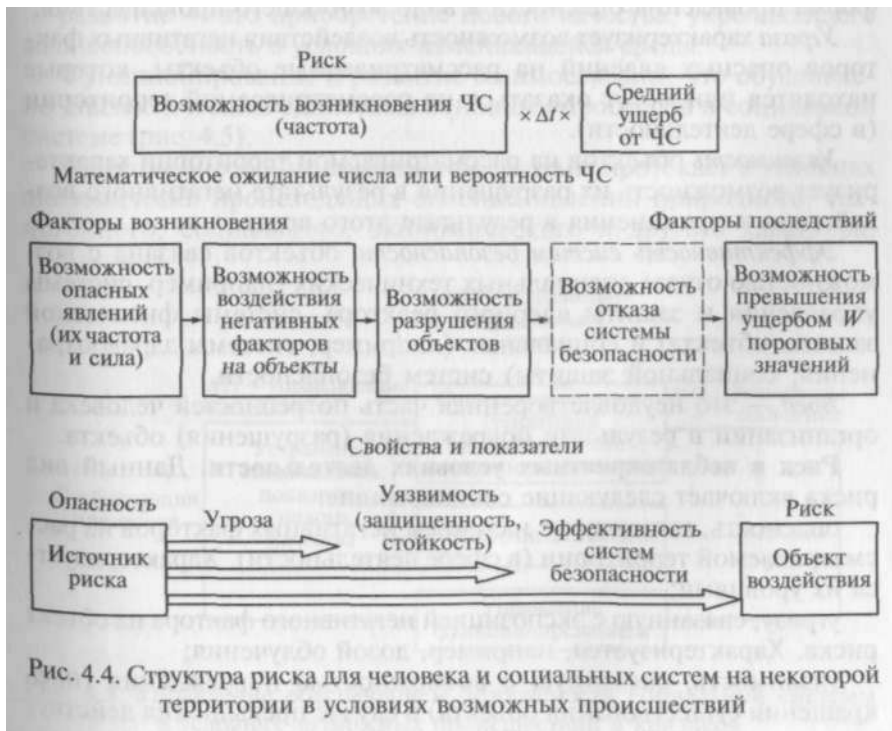 Риск
Возможность возникновения ЧС
(частота)
× Δt ×
Средний
ущерб
от ЧС
Математическое ожидание числа или вероятность ЧС
Факторы возникновения
Факторы последствий
Возможность
опасных
явлений
(их частота
и сила)
Возможность
воздействия
негативных
факторов
на объекты
Возможность
разрушения
объектов
Возможность
отказа
системы
безопасности
Возможность
превышения
ущербом W
пороговых
значений
Свойства и показатели
Опасность
Источник
риска
Угроза
Уязвимость
(защищенность,
стойкость)
Эффективность
систем
безопасности
Риск
Объект
воздействия
Рис. 4.4. Структура риска для человека и социальных систем на некоторой
территории в условиях возможных происшествий